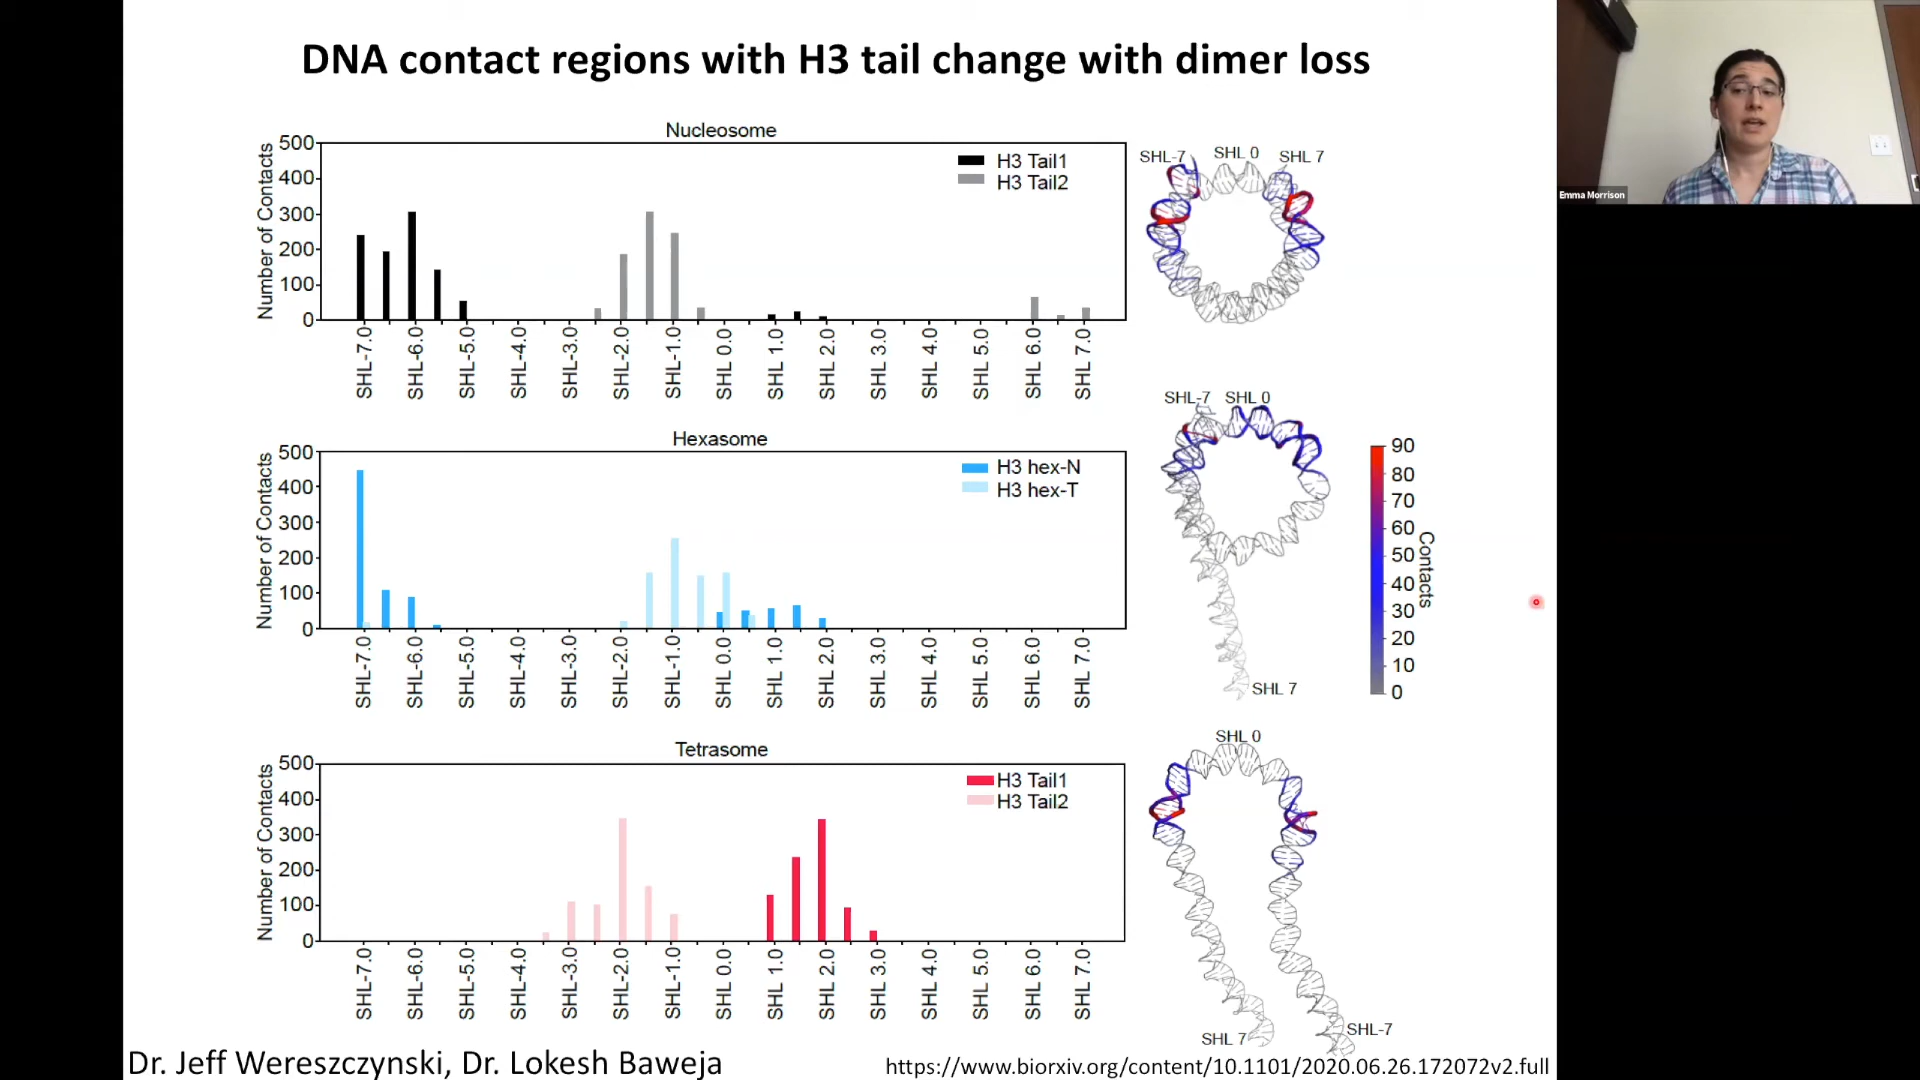 DNA contact regions with H3 tail change with dimer loss
Nucleosome
Number of Contacts
500
400
300
200
100
0
H3 Tail1
H3 Tail2
SHL-7.0
SHL-6.0
SHL-5.0
SHL-4.0
SHL-3.0
SHL-2.0
SHL-1.0
SHL 0.0
SHL 1.0
SHL 2.0
SHL 3.0
SHL 4.0
SHL 5.0
SHL 6.0
SHL 7.0
SHL-7
SHL 0
SHL 7
Emma Morrison
Hexasome
Number of Contacts
500
400
300
200
100
0
H3 hex-N
H3 hex-T
SHL-7.0
SHL-6.0
SHL-5.0
SHL-4.0
SHL-3.0
SHL-2.0
SHL-1.0
SHL 0.0
SHL 1.0
SHL 2.0
SHL 3.0
SHL 4.0
SHL 5.0
SHL 6.0
SHL 7.0
SHL-7
SHL 0
SHL 7
90
80
70
60
50
40
30
20
10
0
Contacts
Tetrasome
Number of Contacts
500
400
300
200
100
0
H3 Tail1
H3 Tail2
SHL-7.0
SHL-6.0
SHL-5.0
SHL-4.0
SHL-3.0
SHL-2.0
SHL-1.0
SHL 0.0
SHL 1.0
SHL 2.0
SHL 3.0
SHL 4.0
SHL 5.0
SHL 6.0
SHL 7.0
SHL 0
SHL 7
SHL-7
Dr. Jeff Wereszczynski, Dr. Lokesh Baweja
https://www.biorxiv.org/content/10.1101/2020.06.26.172072v2.full